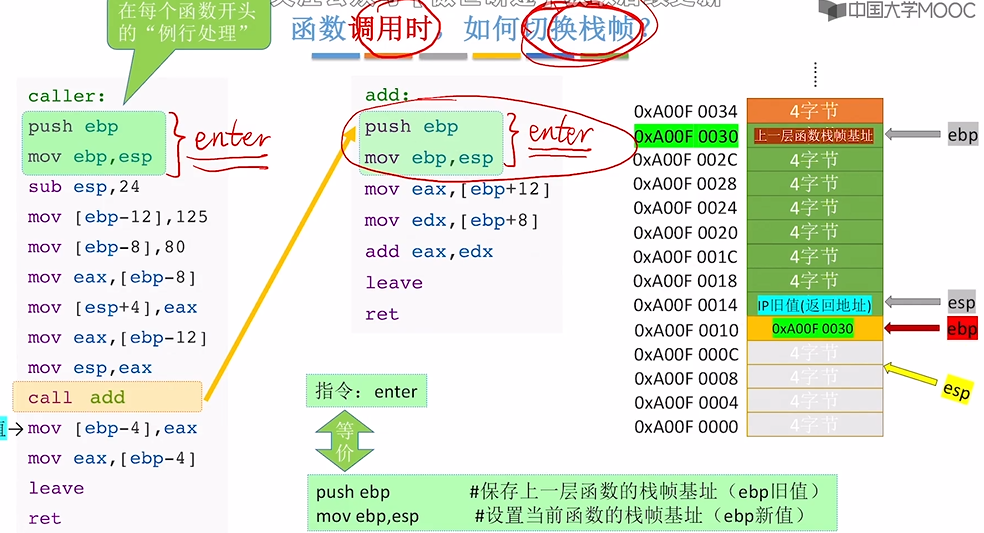 中国大学MOOC
在每个函数开头
的“例行处理”
函数调用时，如何切换栈帧？
caller:
push ebp
mov ebp,esp
enter
sub esp,24
mov [ebp-12],125
mov [ebp-8],80
mov eax,[ebp-8]
mov [esp+4],eax
mov eax,[ebp-12]
mov esp,eax
call add
值→mov [ebp-4],eax
mov eax,[ebp-4]
leave
ret
add:
push ebp
mov ebp,esp
enter
mov eax,[ebp+12]
mov edx,[ebp+8]
add eax,edx
leave
ret
指令：enter
等
价
push ebp #保存上一层函数的栈帧基址（ebp旧值）
mov ebp,esp #设置当前函数的栈帧基址（ebp新值）
0xA00F 0034 4字节
0xA00F 0030 上一层函数栈帧基址 ebp
0xA00F 002C 4字节
0xA00F 0028 4字节
0xA00F 0024 4字节
0xA00F 0020 4字节
0xA00F 001C 4字节
0xA00F 0018 4字节
0xA00F 0014 IP旧值(返回地址) esp
0xA00F 0010 0xA00F 0030 ebp
0xA00F 000C 4字节
0xA00F 0008 4字节 esp
0xA00F 0004 4字节
0xA00F 0000 4字节